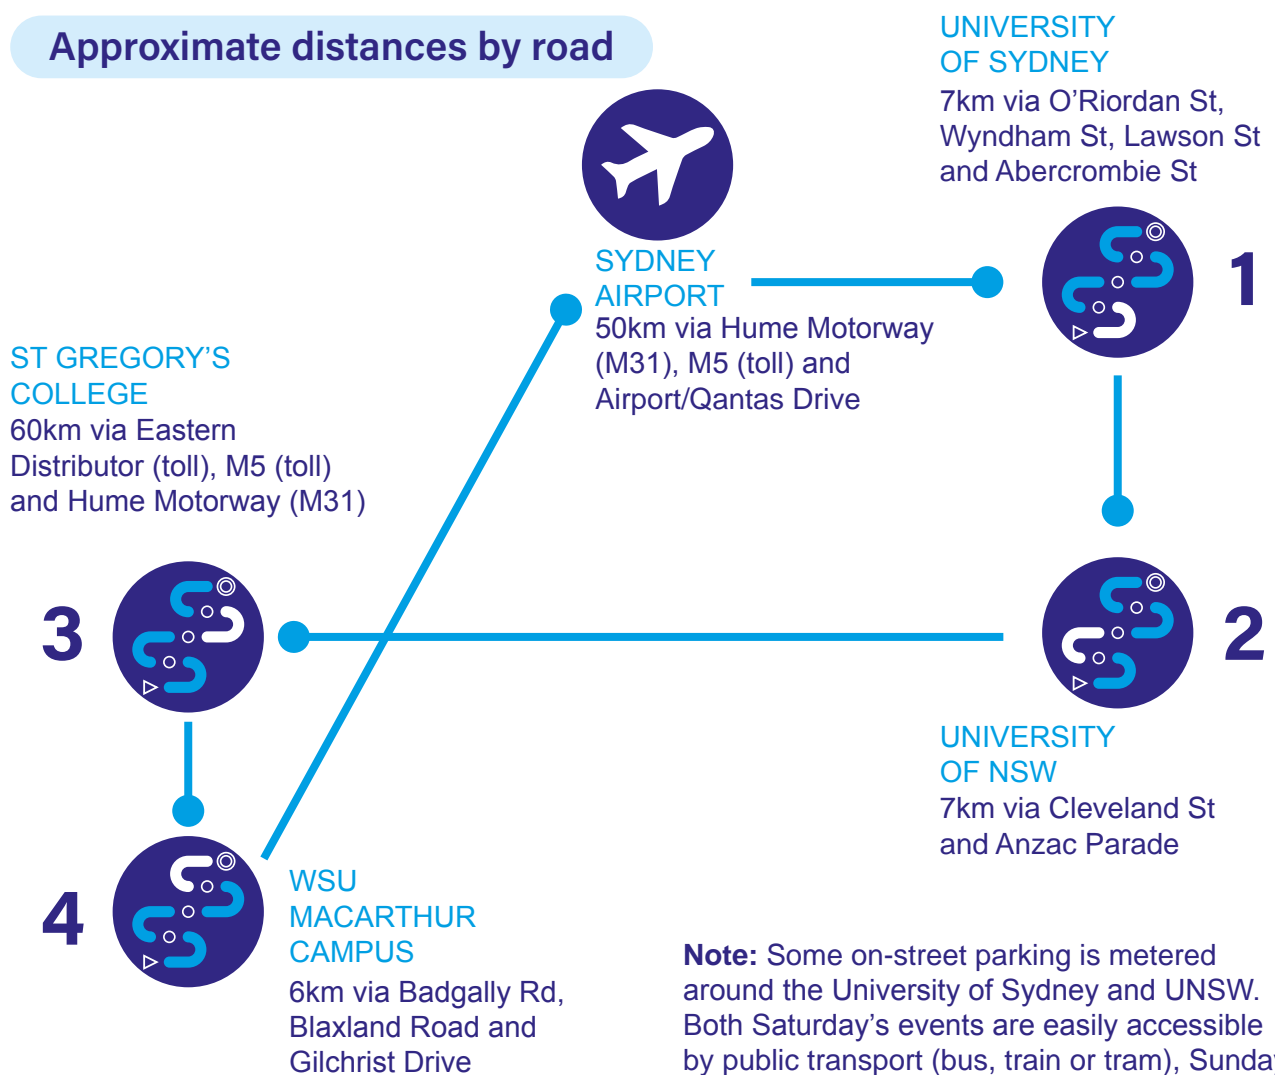 Approximate distances by road
UNIVERSITY
OF SYDNEY
7km via O'Riordan St,
Wyndham St, Lawson St
and Abercrombie St
1
SYDNEY
AIRPORT
50km via Hume Motorway
(M31), M5 (toll) and
Airport/Qantas Drive
ST GREGORY'S
COLLEGE
60km via Eastern
Distributor (toll), M5 (toll)
and Hume Motorway (M31)
3
2
UNIVERSITY
OF NSW
7km via Cleveland St
and Anzac Parade
4
WSU
MACARTHUR
CAMPUS
6km via Badgally Rd,
Blaxland Road and
Gilchrist Drive
Note: Some on-street parking is metered
around the University of Sydney and UNSW.
Both Saturday's events are easily accessible
by public transport (bus, train or tram), Sunday